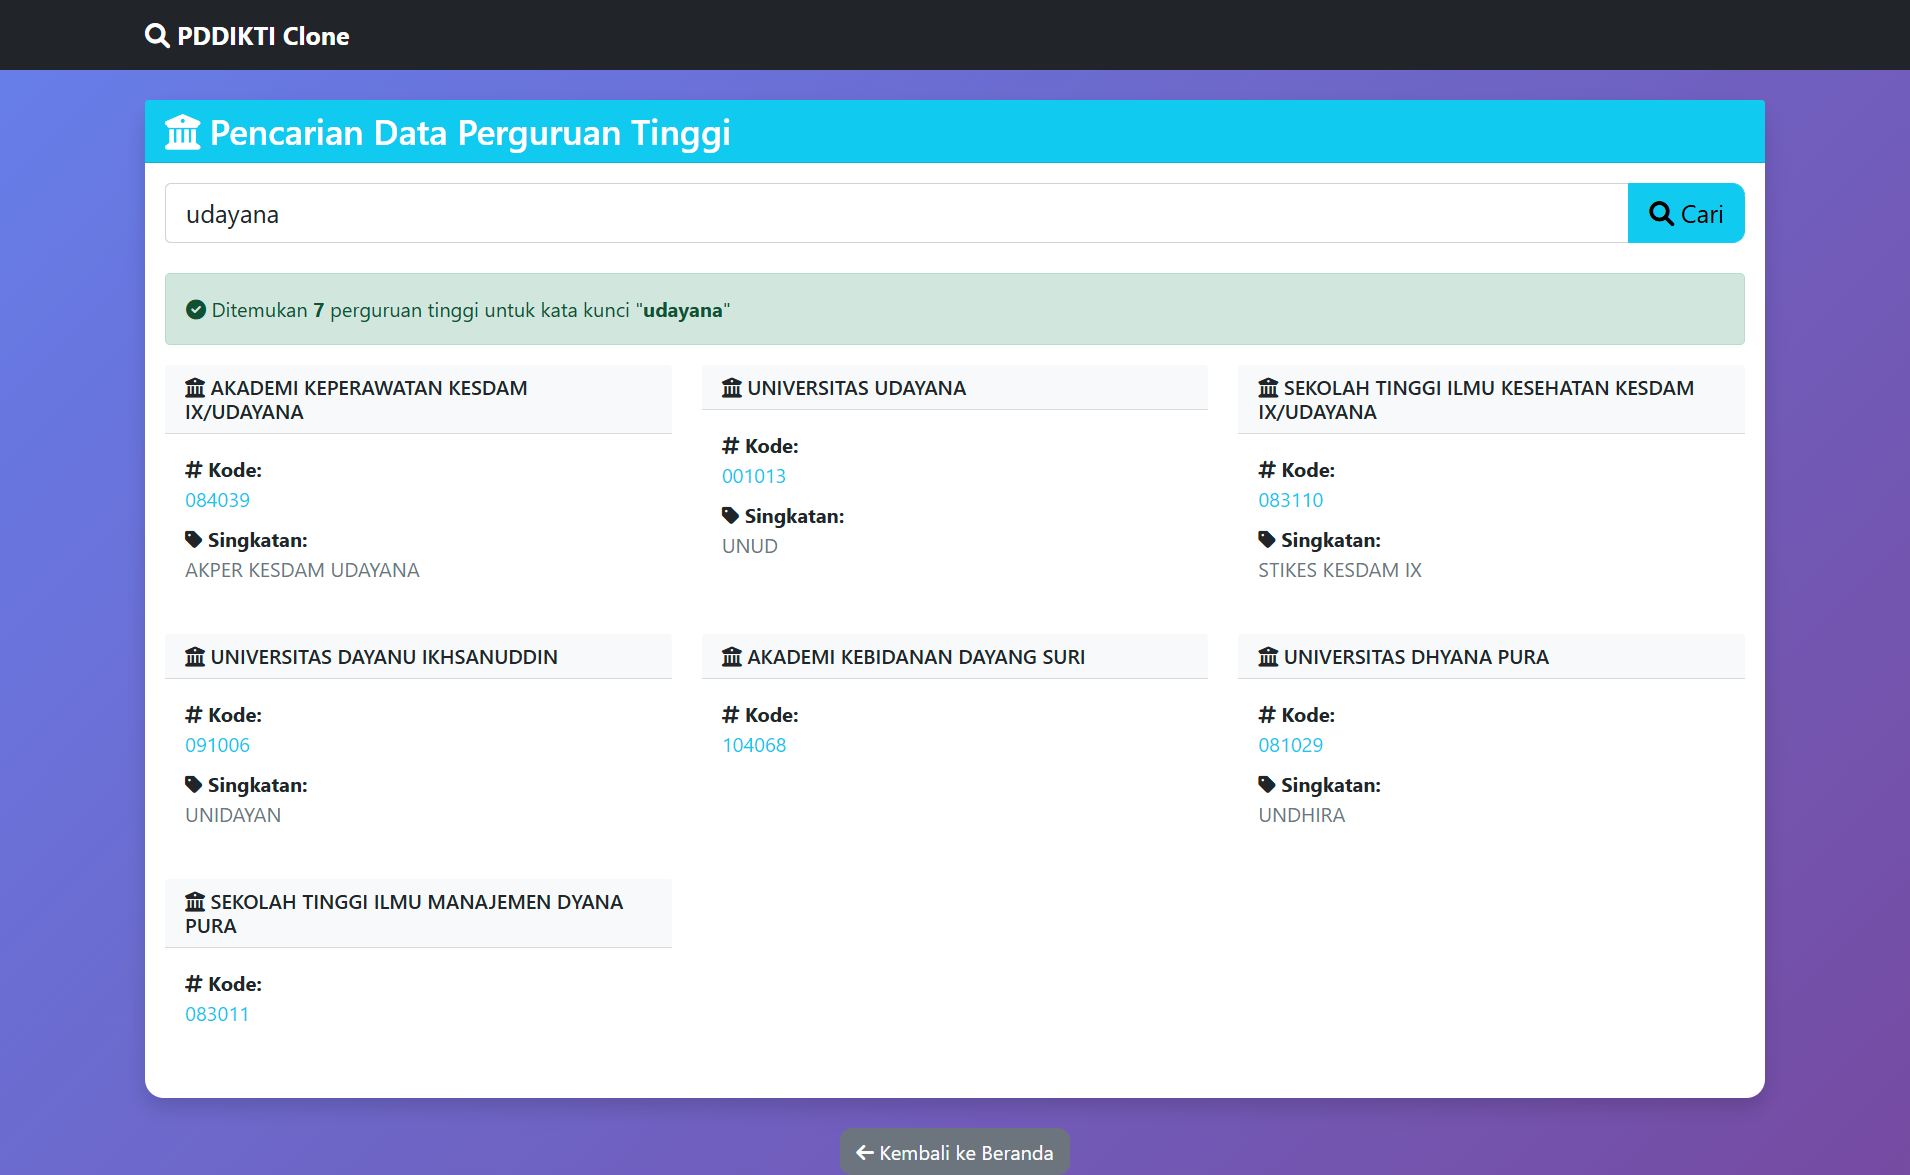 PDDIKTI Clone
Pencarian Data Perguruan Tinggi
udayana
Cari
Ditemukan 7 perguruan tinggi untuk kata kunci "udayana"
AKADEMI KEPERAWATAN KESDAM
IX/UDAYANA
# Kode:
084039
Singkatan:
AKPER KESDAM UDAYANA
UNIVERSITAS UDAYANA
# Kode:
001013
Singkatan:
UNUD
SEKOLAH TINGGI ILMU KESEHATAN KESDAM
IX/UDAYANA
# Kode:
083110
Singkatan:
STIKES KESDAM IX
UNIVERSITAS DAYANU IKHSANUDDIN
# Kode:
091006
Singkatan:
UNIDAYAN
AKADEMI KEBIDANAN DAYANG SURI
# Kode:
104068
UNIVERSITAS DHYANA PURA
# Kode:
081029
Singkatan:
UNDHIRA
SEKOLAH TINGGI ILMU MANAJEMEN DYANA
PURA
# Kode:
083011
Kembali ke Beranda